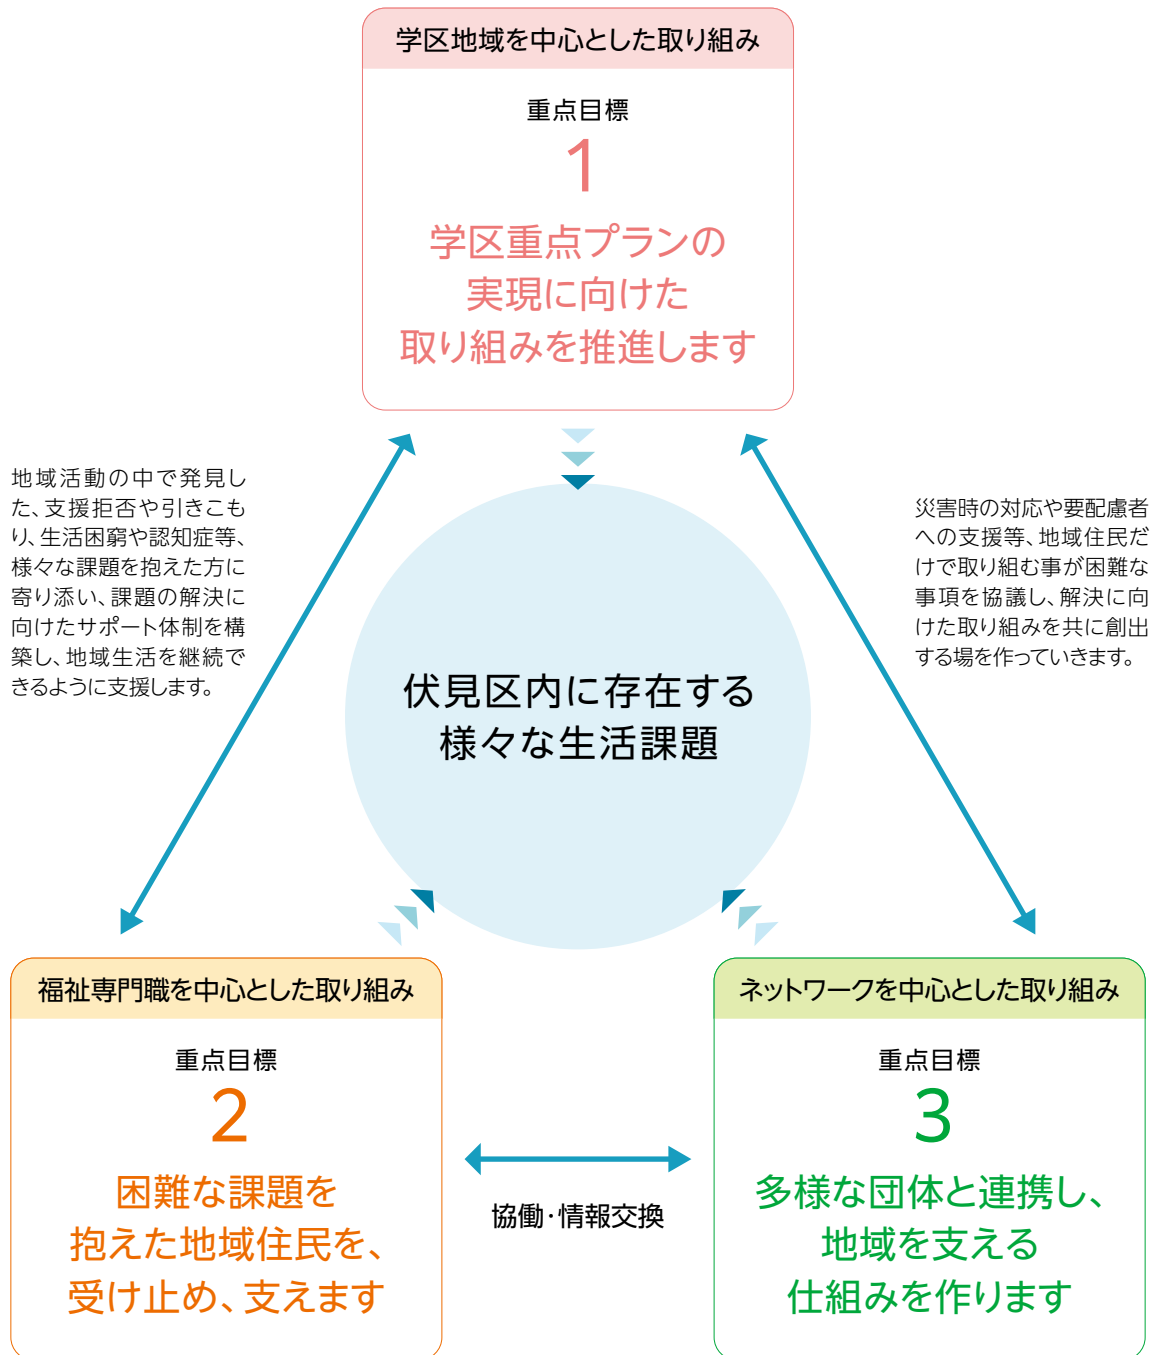 学区地域を中心とした取り組み
重点目標
1
学区重点プランの
実現に向けた
取り組みを推進します
地域活動の中で発見し
た、支援拒否や引きこも
り、生活困窮や認知症等、
様々な課題を抱えた方に
寄り添い、課題の解決に
向けたサポート体制を構
築し、地域生活を継続で
きるように支援します。
災害時の対応や要配慮者
への支援等、地域住民だ
けで取り組む事が困難な
事項を協議し、解決に向
けた取り組みを共に創出
する場を作っていきます。
伏見区内に存在する
様々な生活課題
福祉専門職を中心とした取り組み
重点目標
2
困難な課題を
抱えた地域住民を、
受け止め、支えます
協働・情報交換
ネットワークを中心とした取り組み
重点目標
3
多様な団体と連携し、
地域を支える
仕組みを作ります